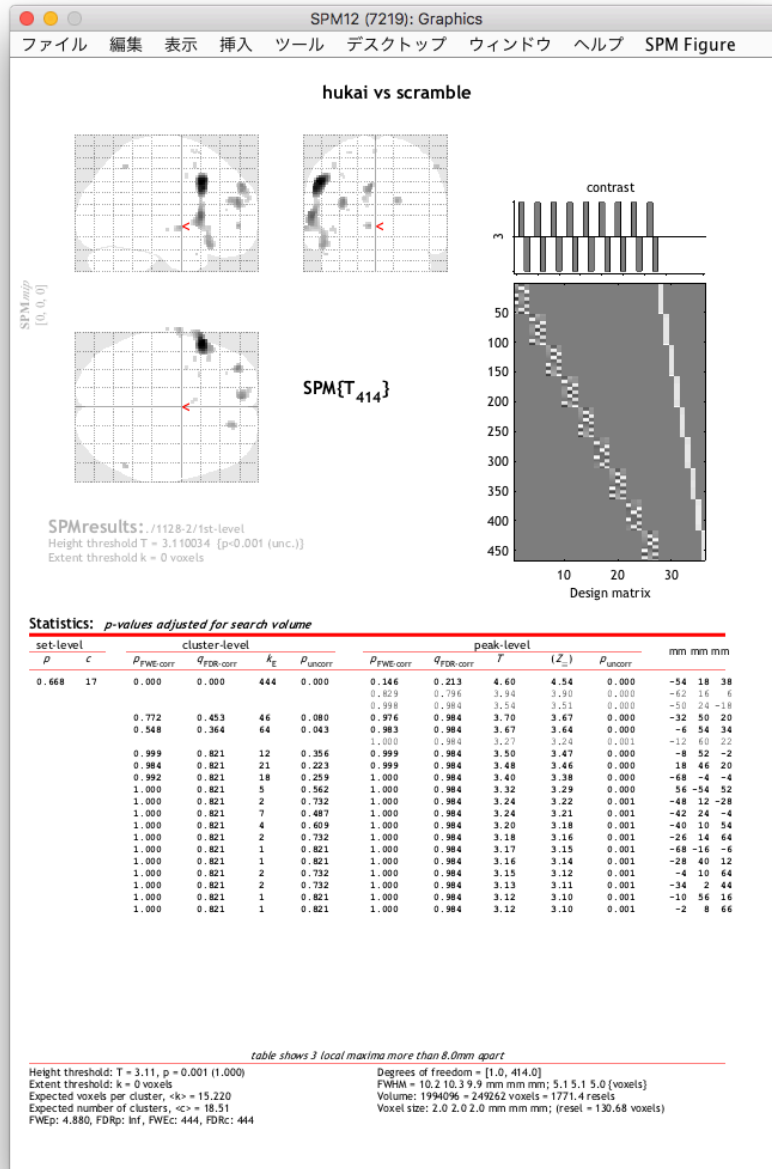 SPM12 (7219): Graphics
ファイル 編集 表示 挿入 ツール デスクトップ ウィンドウ ヘルプ SPM Figure
hukai vs scramble
contrast
3
SPMmip
[0, 0, 0]
SPM{T414}
50
100
150
200
250
300
350
400
450
10 20 30
Design matrix
SPMresults: ./1128-2/1st-level
Height threshold T = 3.110034 {p<0.001 (unc.)}
Extent threshold k = 0 voxels
Statistics: p-values adjusted for search volume
set-level cluster-level peak-level mm mm mm
p c pFWE-corr qFDR-corr kE puncorr pFWE-corr qFDR-corr T (Z≡) puncorr
0.668 17 0.000 0.000 444 0.000 0.146 0.213 4.60 4.54 0.000 -54 18 38
0.829 0.796 3.94 3.90 0.000 -62 16 6
0.998 0.984 3.54 3.51 0.000 -50 24 -18
0.772 0.453 46 0.080 0.976 0.984 3.70 3.67 0.000 -32 50 20
0.548 0.364 64 0.043 0.983 0.984 3.67 3.64 0.000 -6 54 34
1.000 0.984 3.27 3.24 0.001 -12 60 22
0.999 0.821 12 0.356 0.999 0.984 3.50 3.47 0.000 -8 52 -2
0.984 0.821 21 0.223 0.999 0.984 3.48 3.46 0.000 18 46 20
0.992 0.821 18 0.259 1.000 0.984 3.40 3.38 0.000 -68 -4 -4
1.000 0.821 5 0.562 1.000 0.984 3.32 3.29 0.000 56 -54 52
1.000 0.821 2 0.732 1.000 0.984 3.24 3.22 0.001 -48 12 -28
1.000 0.821 7 0.487 1.000 0.984 3.24 3.21 0.001 -42 24 -4
1.000 0.821 4 0.609 1.000 0.984 3.20 3.18 0.001 -40 10 54
1.000 0.821 2 0.732 1.000 0.984 3.18 3.16 0.001 -26 14 64
1.000 0.821 1 0.821 1.000 0.984 3.17 3.15 0.001 -68 -16 -6
1.000 0.821 1 0.821 1.000 0.984 3.16 3.14 0.001 -28 40 12
1.000 0.821 2 0.732 1.000 0.984 3.15 3.12 0.001 -4 10 64
1.000 0.821 2 0.732 1.000 0.984 3.13 3.11 0.001 -34 2 44
1.000 0.821 1 0.821 1.000 0.984 3.12 3.10 0.001 -10 56 16
1.000 0.821 1 0.821 1.000 0.984 3.12 3.10 0.001 -2 8 66
table shows 3 local maxima more than 8.0mm apart
Height threshold: T = 3.11, p = 0.001 (1.000)
Extent threshold: k = 0 voxels
Expected voxels per cluster, <k> = 15.220
Expected number of clusters, <c> = 18.51
FWEp: 4.880, FDRp: Inf, FWEc: 444, FDRc: 444
Degrees of freedom = [1.0, 414.0]
FWHM = 10.2 10.3 9.9 mm mm mm; 5.1 5.1 5.0 {voxels}
Volume: 1994096 = 249262 voxels = 1771.4 resels
Voxel size: 2.0 2.0 2.0 mm mm mm; (resel = 130.68 voxels)